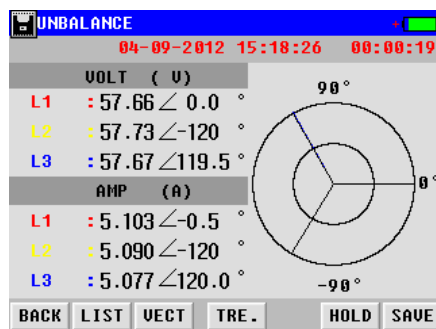 UNBALANCE
04-09-2012 15:18:26 00:00:19
VOLT ( V)
L1 :57.66∠ 0.0 °
L2 :57.73∠-120 °
L3 :57.67∠119.5 °
AMP (A)
L1 :5.103∠-0.5 °
L2 :5.090∠-120 °
L3 :5.077∠120.0 °
90°
0°
-90°
BACK LIST VECT TRE. HOLD SAVE